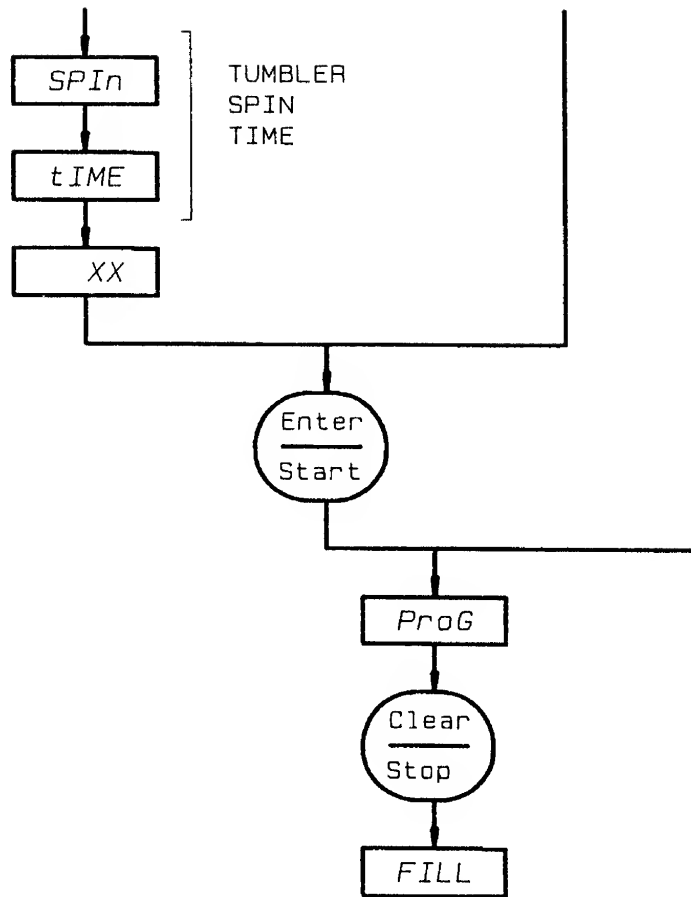 SPIn
TUMBLER
SPIN
TIME
tIME
XX
Enter
Start
ProG
Clear
Stop
FILL